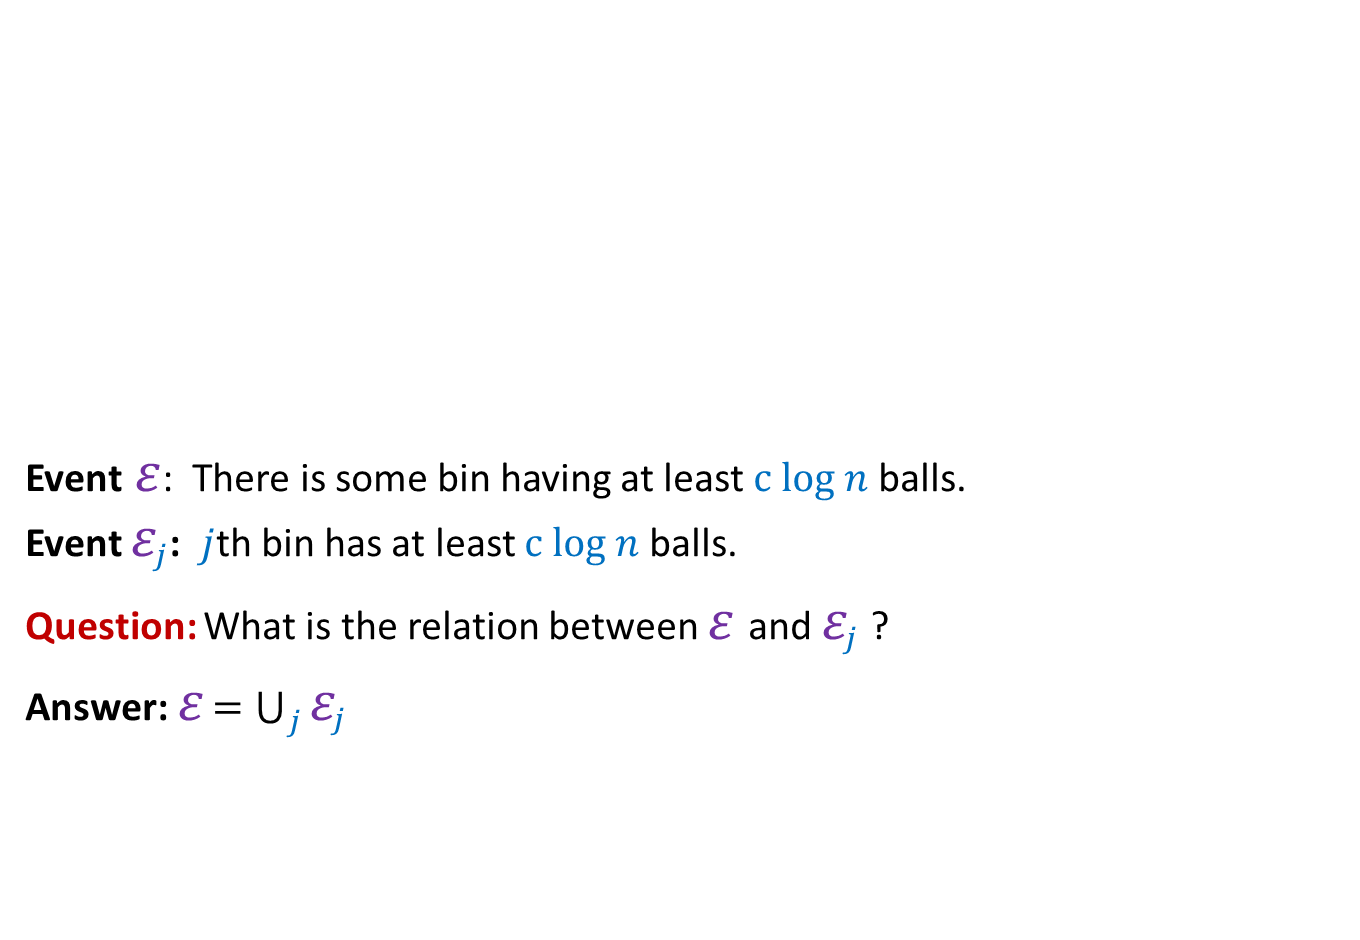 Event ℰ: There is some bin having at least c log n balls.
Event ℰ_j: jth bin has at least c log n balls.
Question: What is the relation between ℰ and ℰ_j ?
Answer: ℰ = ⋃_j ℰ_j